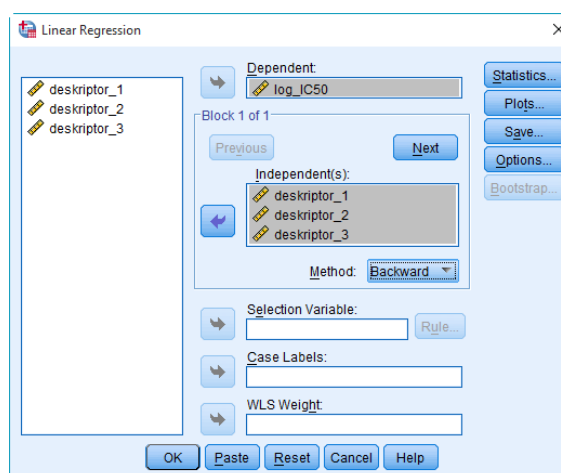 Linear Regression
deskriptor_1
deskriptor_2
deskriptor_3
Dependent:
log_IC50
Block 1 of 1
Previous
Next
Independent(s):
deskriptor_1
deskriptor_2
deskriptor_3
Method:
Backward
Selection Variable:
Rule...
Case Labels:
WLS Weight:
Statistics...
Plots...
Save...
Options...
Bootstrap...
OK
Paste
Reset
Cancel
Help